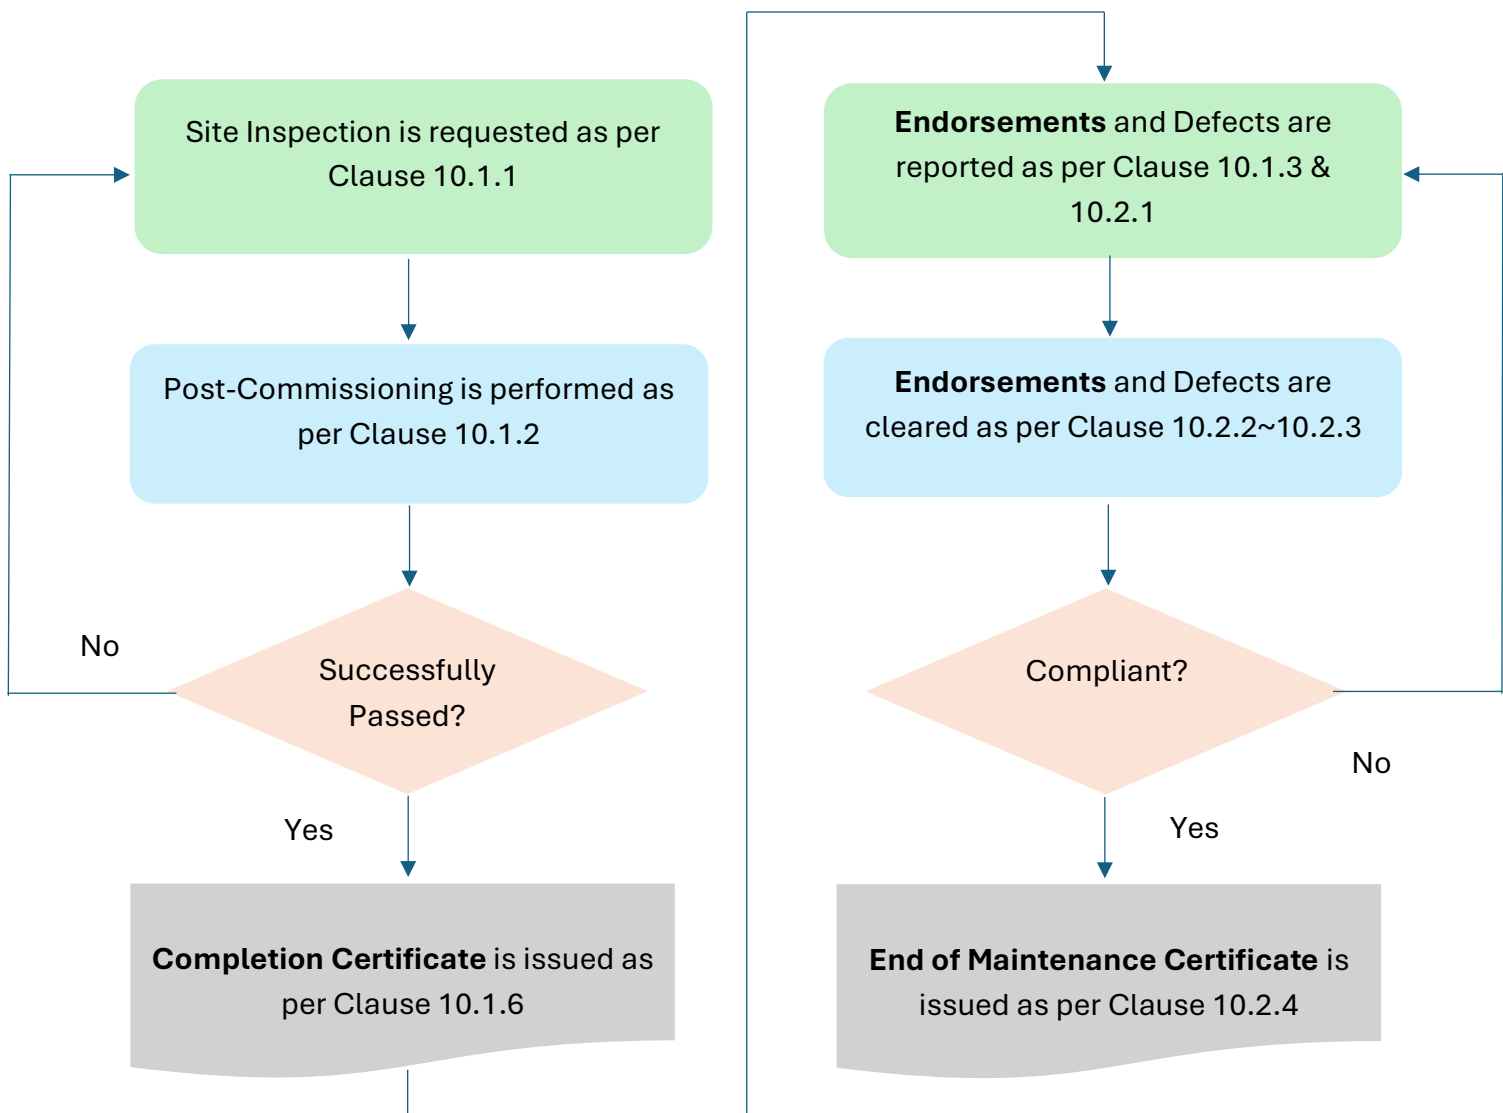 Site Inspection is requested as per
Clause 10.1.1
Post-Commissioning is performed as
per Clause 10.1.2
No
Successfully
Passed?
Yes
Completion Certificate is issued as
per Clause 10.1.6
Endorsements and Defects are
reported as per Clause 10.1.3 &
10.2.1
Endorsements and Defects are
cleared as per Clause 10.2.2~10.2.3
Compliant?
No
Yes
End of Maintenance Certificate is
issued as per Clause 10.2.4